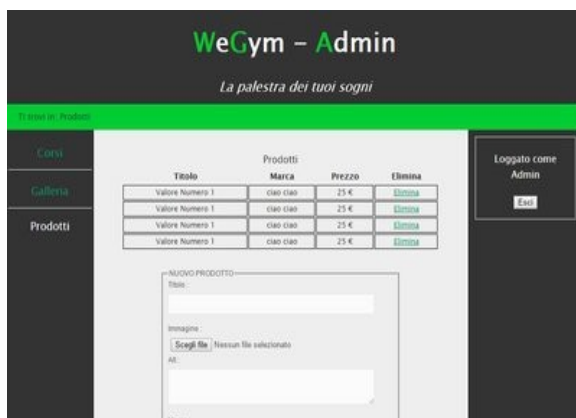 WeGym – Admin
La palestra dei tuoi sogni
Ti trovi in: Prodotti
Corsi
Galleria
Prodotti
Prodotti
Titolo Marca Prezzo Elimina
Valore Numero 1 ciao ciao 25 € Elimina
Valore Numero 1 ciao ciao 25 € Elimina
Valore Numero 1 ciao ciao 25 € Elimina
Valore Numero 1 ciao ciao 25 € Elimina
NUOVO PRODOTTO
Titolo :
Immagine :
Scegli file Nessun file selezionato
Alt :
Loggato come
Admin
Esci